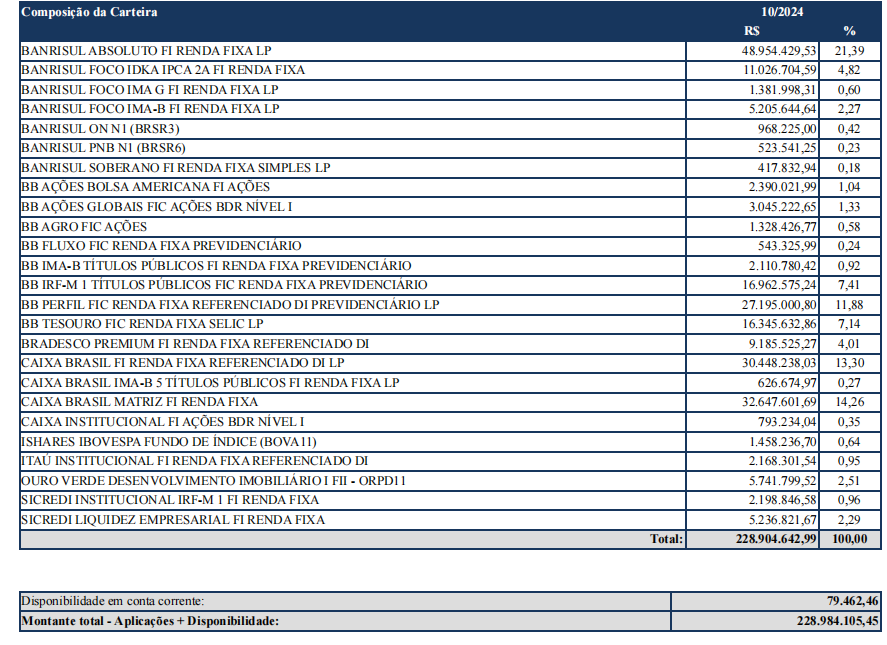 Composição da Carteira 10/2024
R$ %
BANRISUL ABSOLUTO FI RENDA FIXA LP 48.954.429,53 21,39
BANRISUL FOCO IDKA IPCA 2A FI RENDA FIXA 11.026.704,59 4,82
BANRISUL FOCO IMA G FI RENDA FIXA LP 1.381.998,31 0,60
BANRISUL FOCO IMA-B FI RENDA FIXA LP 5.205.644,64 2,27
BANRISUL ON N1 (BRSR3) 968.225,00 0,42
BANRISUL PNB N1 (BRSR6) 523.541,25 0,23
BANRISUL SOBERANO FI RENDA FIXA SIMPLES LP 417.832,94 0,18
BB AÇÕES BOLSA AMERICANA FI AÇÕES 2.390.021,99 1,04
BB AÇÕES GLOBAIS FIC AÇÕES BDR NÍVEL I 3.045.222,65 1,33
BB AGRO FIC AÇÕES 1.328.426,77 0,58
BB FLUXO FIC RENDA FIXA PREVIDENCIÁRIO 543.325,99 0,24
BB IMA-B TÍTULOS PÚBLICOS FI RENDA FIXA PREVIDENCIÁRIO 2.110.780,42 0,92
BB IRF-M 1 TÍTULOS PÚBLICOS FIC RENDA FIXA PREVIDENCIÁRIO 16.962.575,24 7,41
BB PERFIL FIC RENDA FIXA REFERENCIADO DI PREVIDENCIÁRIO LP 27.195.000,80 11,88
BB TESOURO FIC RENDA FIXA SELIC LP 16.345.632,86 7,14
BRADESCO PREMIUM FI RENDA FIXA REFERENCIADO DI 9.185.525,27 4,01
CAIXA BRASIL FI RENDA FIXA REFERENCIADO DI LP 30.448.238,03 13,30
CAIXA BRASIL IMA-B 5 TÍTULOS PÚBLICOS FI RENDA FIXA LP 626.674,97 0,27
CAIXA BRASIL MATRIZ FI RENDA FIXA 32.647.601,69 14,26
CAIXA INSTITUCIONAL FI AÇÕES BDR NÍVEL I 793.234,04 0,35
ISHARES IBOVESPA FUNDO DE ÍNDICE (BOVA11) 1.458.236,70 0,64
ITAÚ INSTITUCIONAL FI RENDA FIXA REFERENCIADO DI 2.168.301,54 0,95
OURO VERDE DESENVOLVIMENTO IMOBILIÁRIO I FII - ORPD11 5.741.799,52 2,51
SICREDI INSTITUCIONAL IRF-M 1 FI RENDA FIXA 2.198.846,58 0,96
SICREDI LIQUIDEZ EMPRESARIAL FI RENDA FIXA 5.236.821,67 2,29
Total: 228.904.642,99 100,00
Disponibilidade em conta corrente: 79.462,46
Montante total - Aplicações + Disponibilidade: 228.984.105,45